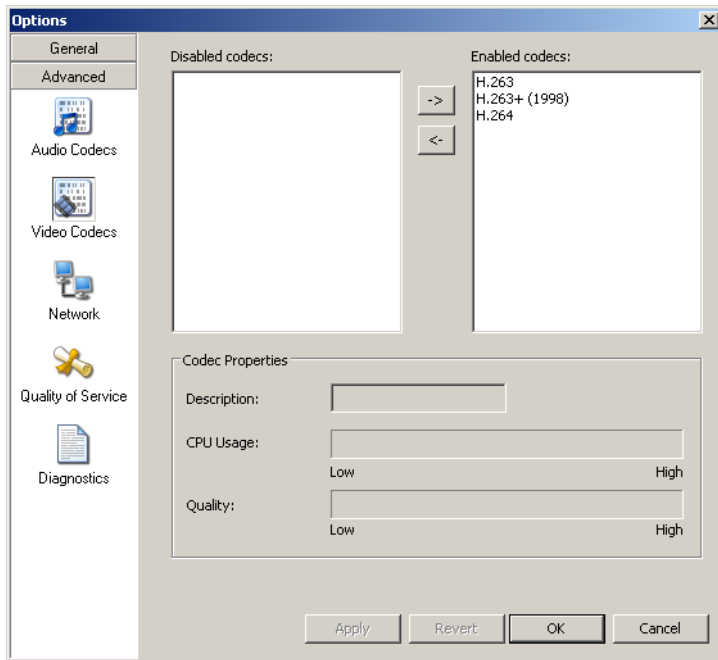 Options
General
Advanced
Audio Codecs
Video Codecs
Network
Quality of Service
Diagnostics
Disabled codecs:
->
<-
Enabled codecs:
H.263
H.263+ (1998)
H.264
Codec Properties
Description:
CPU Usage:
Low High
Quality:
Low High
Apply Revert OK Cancel